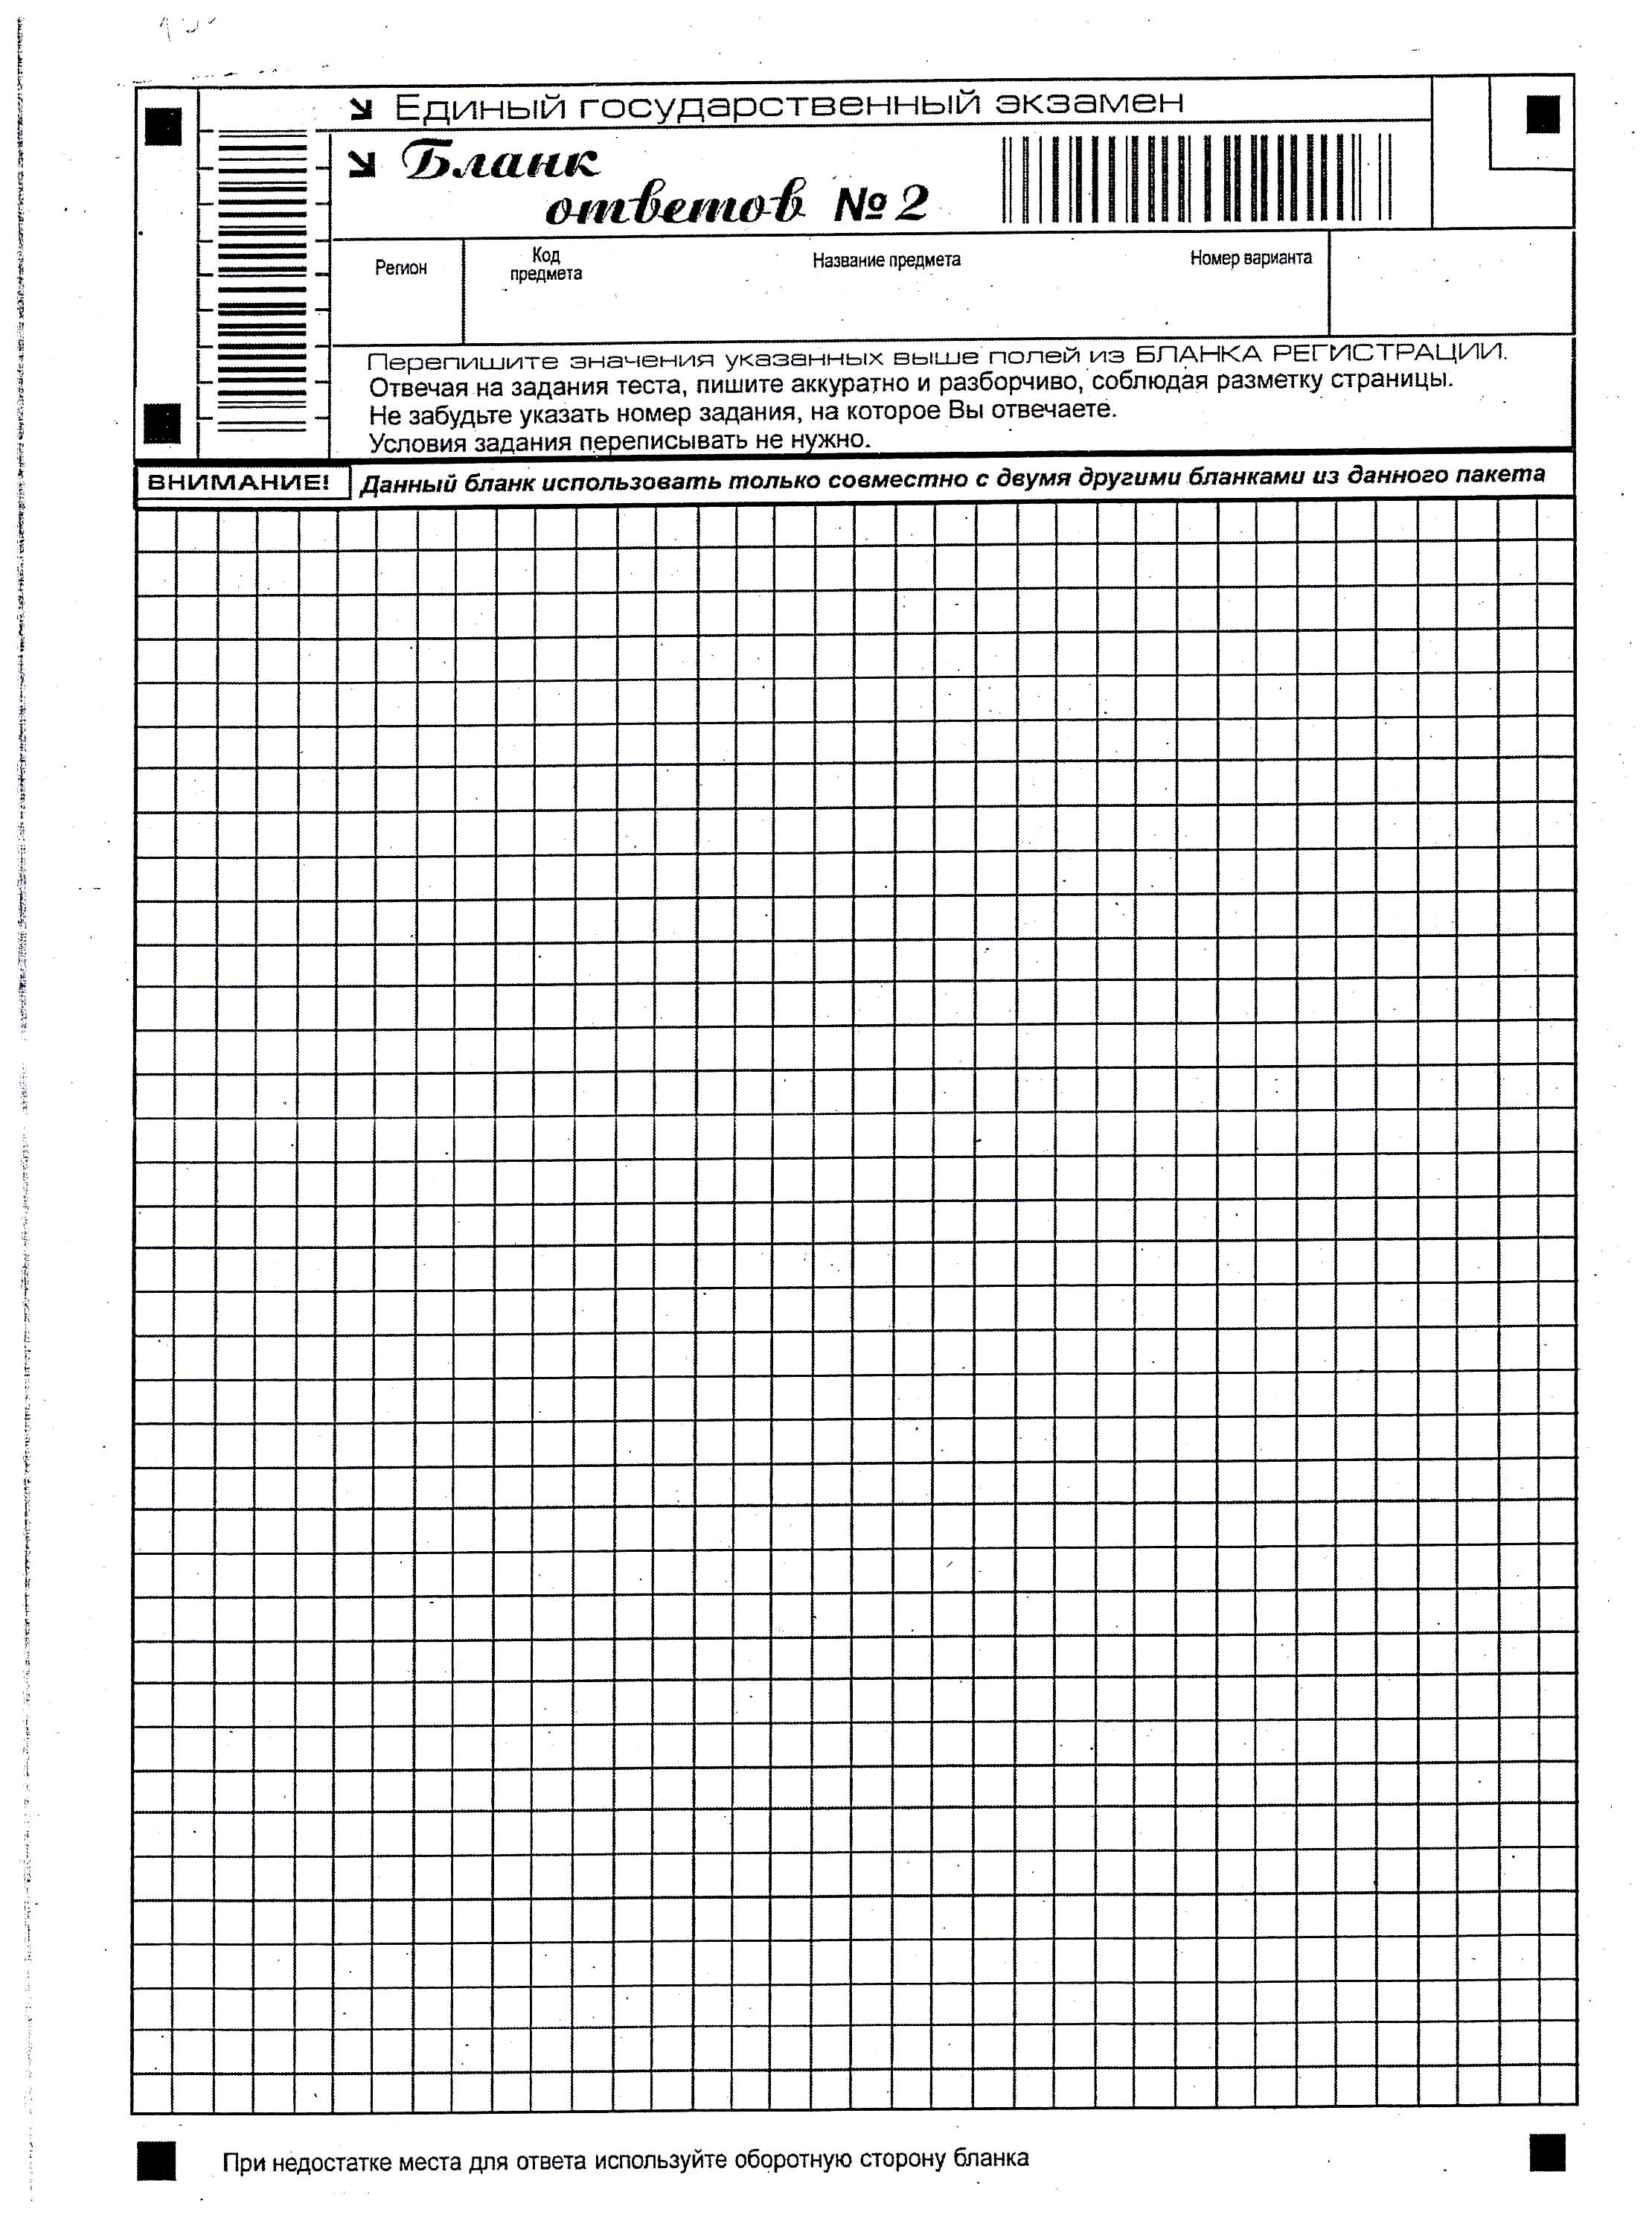 Единый государственный экзамен
Бланк
ответов № 2
Регион
Код
предмета
Название предмета
Номер варианта
Перепишите значения указанных выше полей из БЛАНКА РЕГИСТРАЦИИ.
Отвечая на задания теста, пишите аккуратно и разборчиво, соблюдая разметку страницы.
Не забудьте указать номер задания, на которое Вы отвечаете.
Условия задания переписывать не нужно.
ВНИМАНИЕ! Данный бланк использовать только совместно с двумя другими бланками из данного пакета
При недостатке места для ответа используйте оборотную сторону бланка